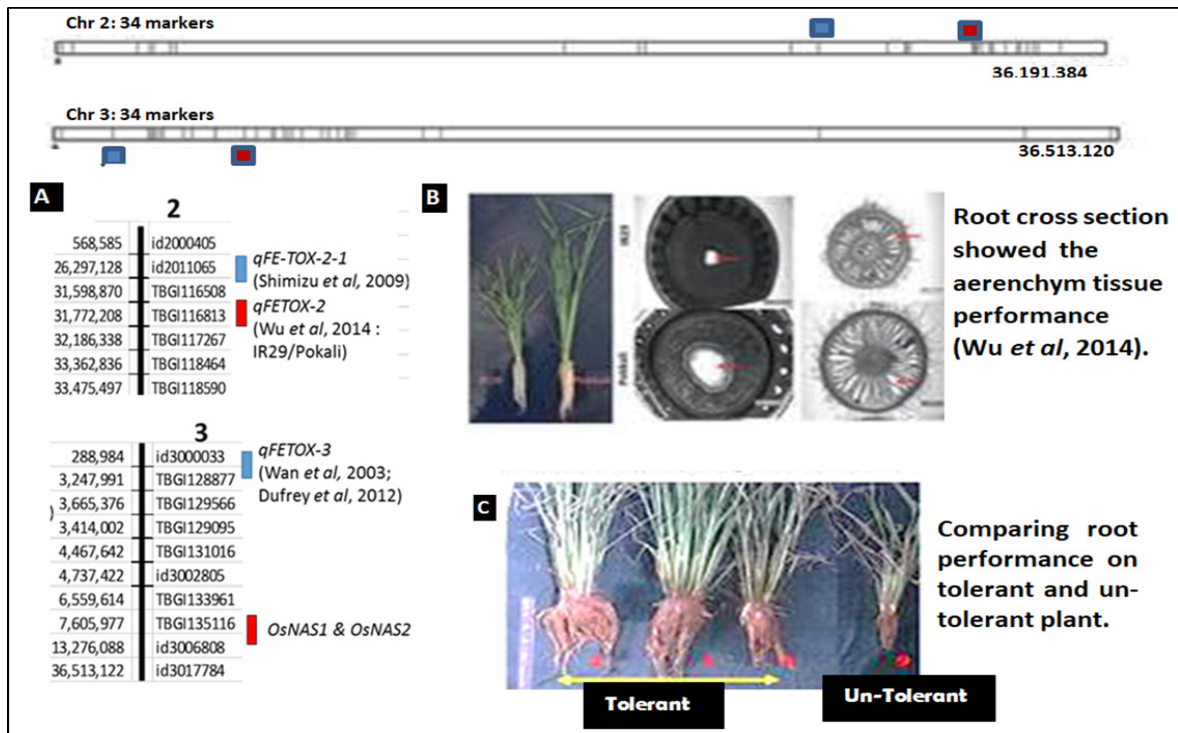 Chr 2: 34 markers
36.191.384
Chr 3: 34 markers
36.513.120
A
2
568,585 id2000405
26,297,128 id2011065
31,598,870 TBGI116508
31,772,208 TBGI116813
32,186,338 TBGI117267
33,362,836 TBGI118464
33,475,497 TBGI118590
qFE-TOX-2-1
(Shimizu et al, 2009)
qFETOX-2
(Wu et al, 2014 :
IR29/Pokali)
3
288,984 id3000033
3,247,991 TBGI128877
3,665,376 TBGI129566
3,414,002 TBGI129095
4,467,642 TBGI131016
4,737,422 id3002805
6,559,614 TBGI133961
7,605,977 TBGI135116
13,276,088 id3006808
36,513,122 id3017784
qFETOX-3
(Wan et al, 2003;
Dufrey et al, 2012)
OsNAS1 & OsNAS2
B
IR29
Pokkali
Root cross section
showed the
aerenchym tissue
performance
(Wu et al, 2014).
C
Tolerant
Un-Tolerant
Comparing root
performance on
tolerant and un-
tolerant plant.